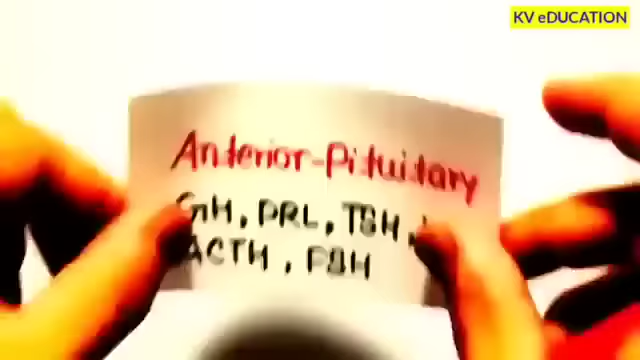 KV eDUCATION
Anterior-Pituitary
GH, PRL, TSH,
ACTH, FSH